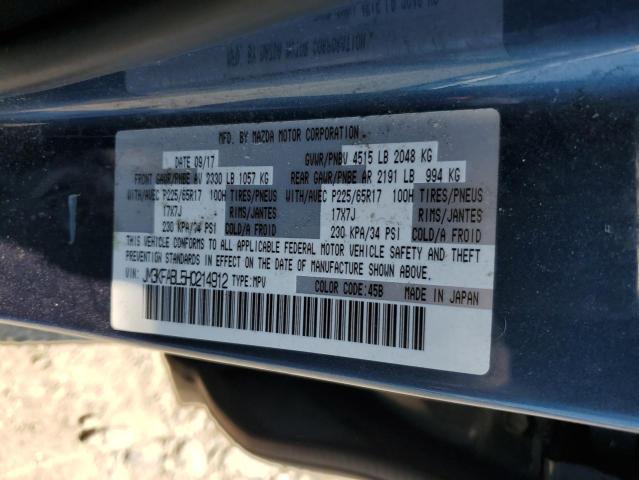 MFD. BY MAZDA MOTOR CORPORATION.
DATE 09/17 GVWR/PNBV 4515 LB 2048 KG
FRONT GAWR/PNBE AV 2330 LB 1057 KG REAR GAWR/PNBE AR 2191 LB 994 KG
WITH/AVEC P225/65R17 100H TIRES/PNEUS WITH/AVEC P225/65R17 100H TIRES/PNEUS
17X7J RIMS/JANTES 17X7J RIMS/JANTES
230 KPA/34 PSI COLD/A FROID 230 KPA/34 PSI COLD/A FROID
THIS VEHICLE CONFORMS TO ALL APPLICABLE FEDERAL MOTOR VEHICLE SAFETY AND THEFT
PREVENTION STANDARDS IN EFFECT ON THE DATE OF MANUFACTURE SHOWN ABOVE.
VIN: JM3KFABL5H0214912 TYPE:MPV COLOR CODE:45B MADE IN JAPAN